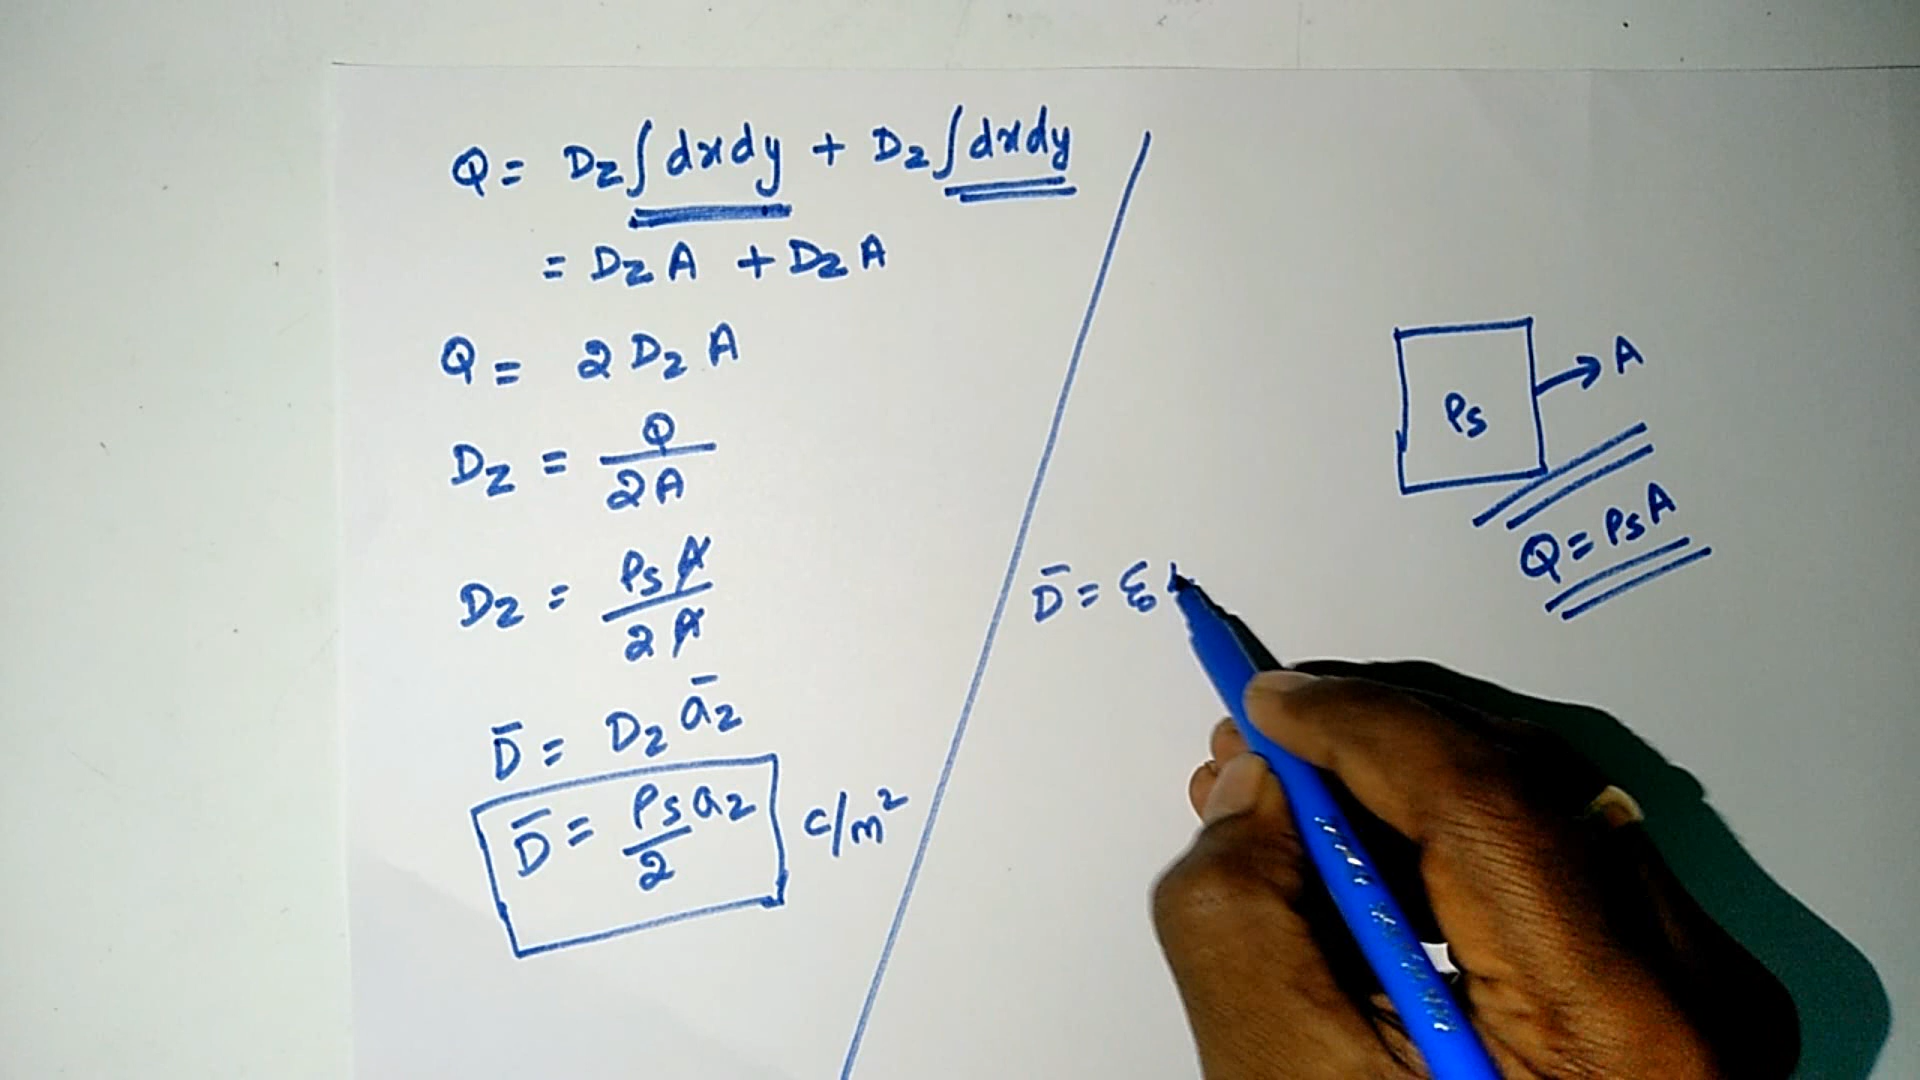 Q = Dz ∫dxdy + Dz ∫dxdy
= Dz A + Dz A
Q = 2 Dz A
Dz = Q / 2A
Dz = ρs A / 2 A
D̄ = Dz āz
D̄ = ρs az / 2 C/m²
ρs → A
Q = ρs A
D̄ = ε₀